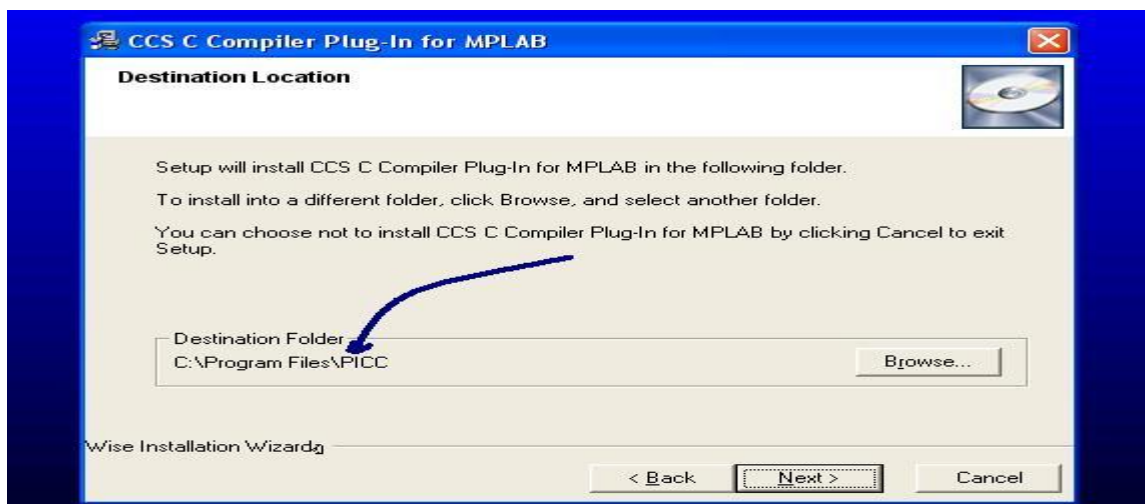 CCS C Compiler Plug-In for MPLAB
Destination Location
Setup will install CCS C Compiler Plug-In for MPLAB in the following folder.
To install into a different folder, click Browse, and select another folder.
You can choose not to install CCS C Compiler Plug-In for MPLAB by clicking Cancel to exit
Setup.
Destination Folder
C:\Program Files\PICC
Browse...
Wise Installation Wizard
< Back
Next >
Cancel